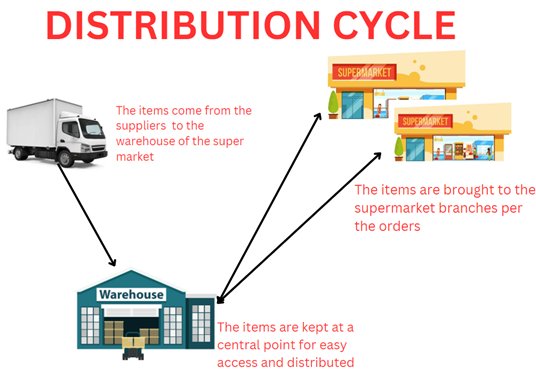 DISTRIBUTION CYCLE
The items come from the
suppliers to the
warehouse of the super
market
SUPERMARKET
SUPERMARKET
The items are brought to the
supermarket branches per
the orders
Warehouse
The items are kept at a
central point for easy
access and distributed